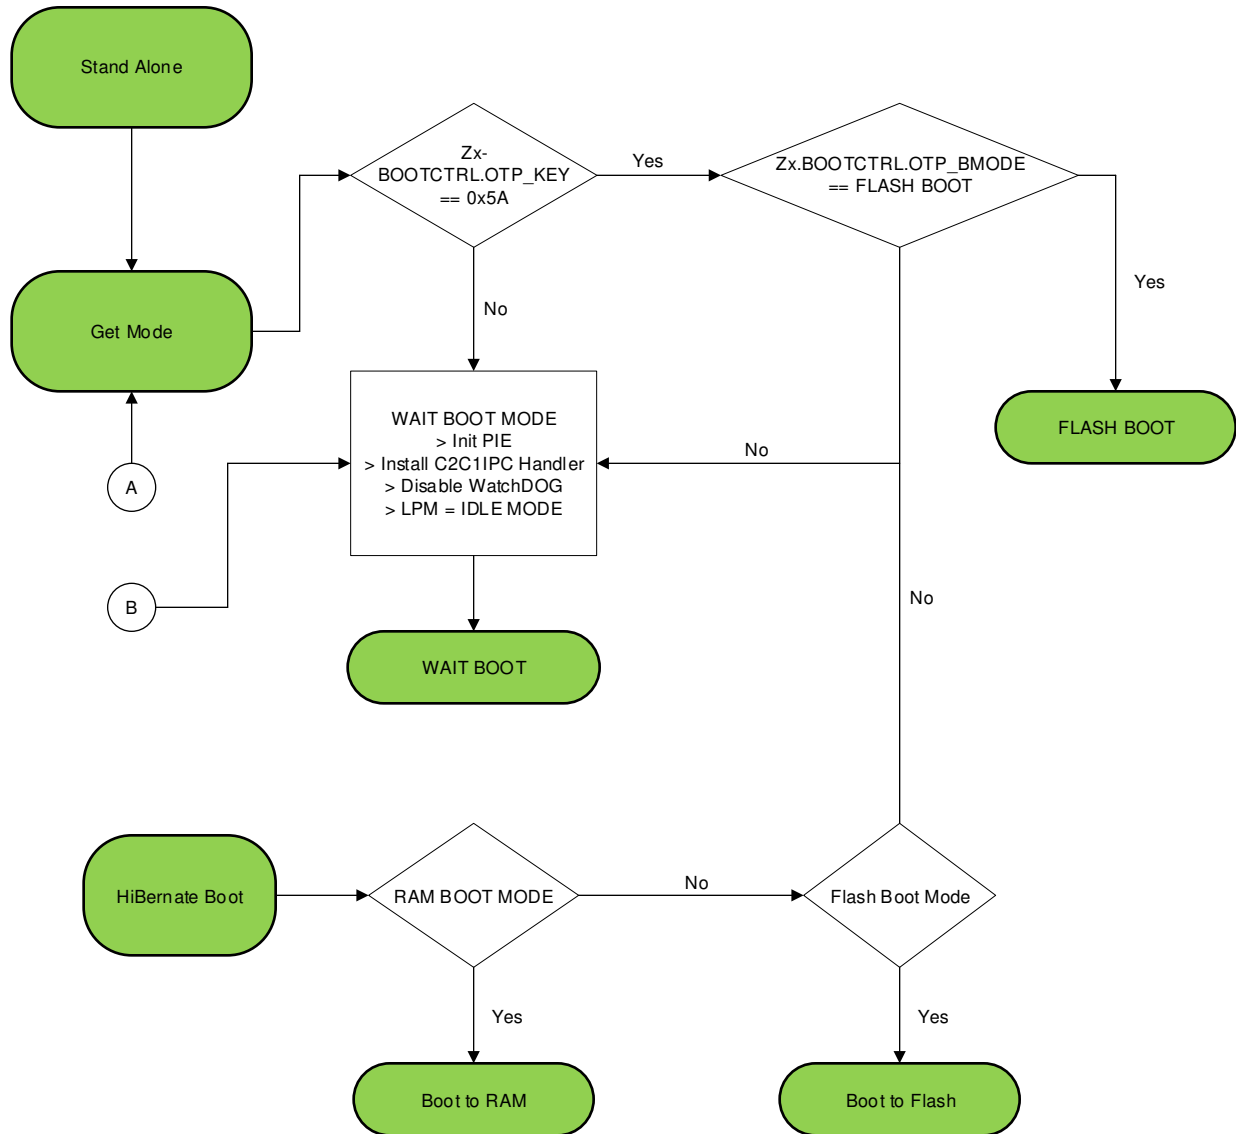 Stand Alone
Zx-
BOOTCTRL.OTP_KEY
== 0x5A
Yes
Zx.BOOTCTRL.OTP_BMODE
== FLASH BOOT
Yes
Get Mode
No
WAIT BOOT MODE
> Init PIE
> Install C2C1IPC Handler
> Disable WatchDOG
> LPM = IDLE MODE
No
FLASH BOOT
A
B
No
WAIT BOOT
HiBernate Boot
RAM BOOT MODE
No
Flash Boot Mode
Yes
Yes
Boot to RAM
Boot to Flash